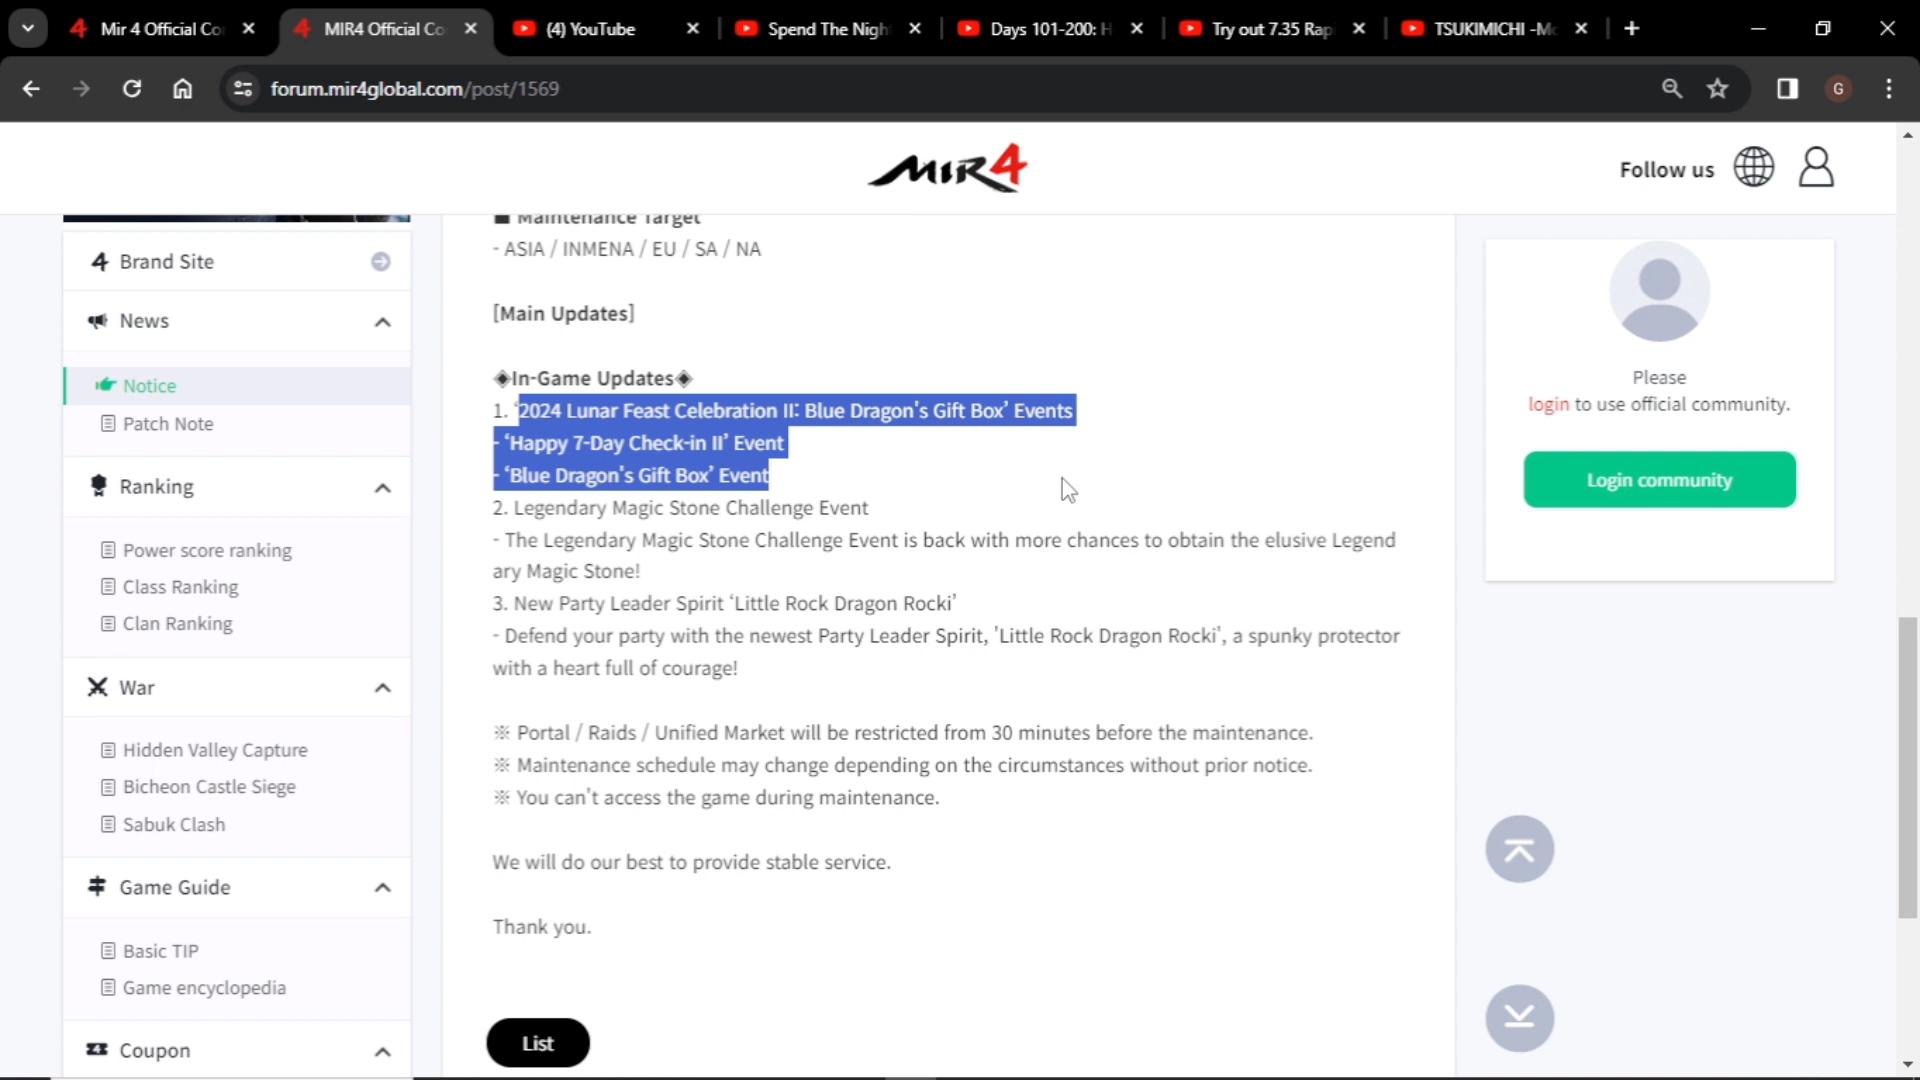 Mir 4 Official Co
MIR4 Official Co
(4) YouTube
Spend The Nigh
Days 101-200: H
Try out 7.35 Rap
TSUKIMICHI -Mo
forum.mir4global.com/post/1569
G
MIR4
Follow us
Brand Site
News
Notice
Patch Note
Ranking
Power score ranking
Class Ranking
Clan Ranking
War
Hidden Valley Capture
Bicheon Castle Siege
Sabuk Clash
Game Guide
Basic TIP
Game encyclopedia
Coupon
■ Maintenance Target
- ASIA / INMENA / EU / SA / NA
[Main Updates]
◈In-Game Updates◈
1. ‘2024 Lunar Feast Celebration II: Blue Dragon's Gift Box’ Events
- ‘Happy 7-Day Check-in II’ Event
- ‘Blue Dragon's Gift Box’ Event
2. Legendary Magic Stone Challenge Event
- The Legendary Magic Stone Challenge Event is back with more chances to obtain the elusive Legend
ary Magic Stone!
3. New Party Leader Spirit ‘Little Rock Dragon Rocki’
- Defend your party with the newest Party Leader Spirit, 'Little Rock Dragon Rocki', a spunky protector
with a heart full of courage!
※ Portal / Raids / Unified Market will be restricted from 30 minutes before the maintenance.
※ Maintenance schedule may change depending on the circumstances without prior notice.
※ You can't access the game during maintenance.
We will do our best to provide stable service.
Thank you.
List
Please
login to use official community.
Login community